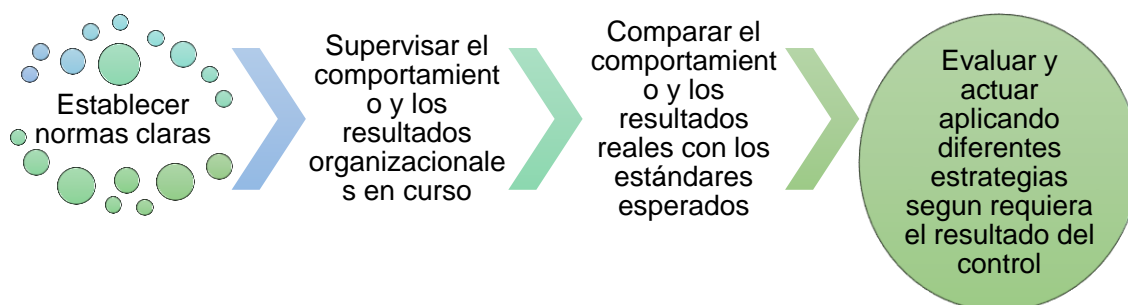 Establecer
normas claras
Supervisar el
comportamient
o y los
resultados
organizacionale
s en curso
Comparar el
comportamient
o y los
resultados
reales con los
estándares
esperados
Evaluar y
actuar
aplicando
diferentes
estrategias
segun requiera
el resultado del
control